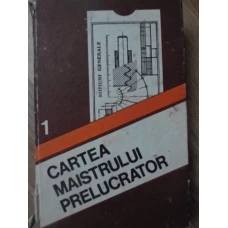 NOȚIUNI GENERALE
1
CARTEA
MAISTRULUI
PRELUCRATOR